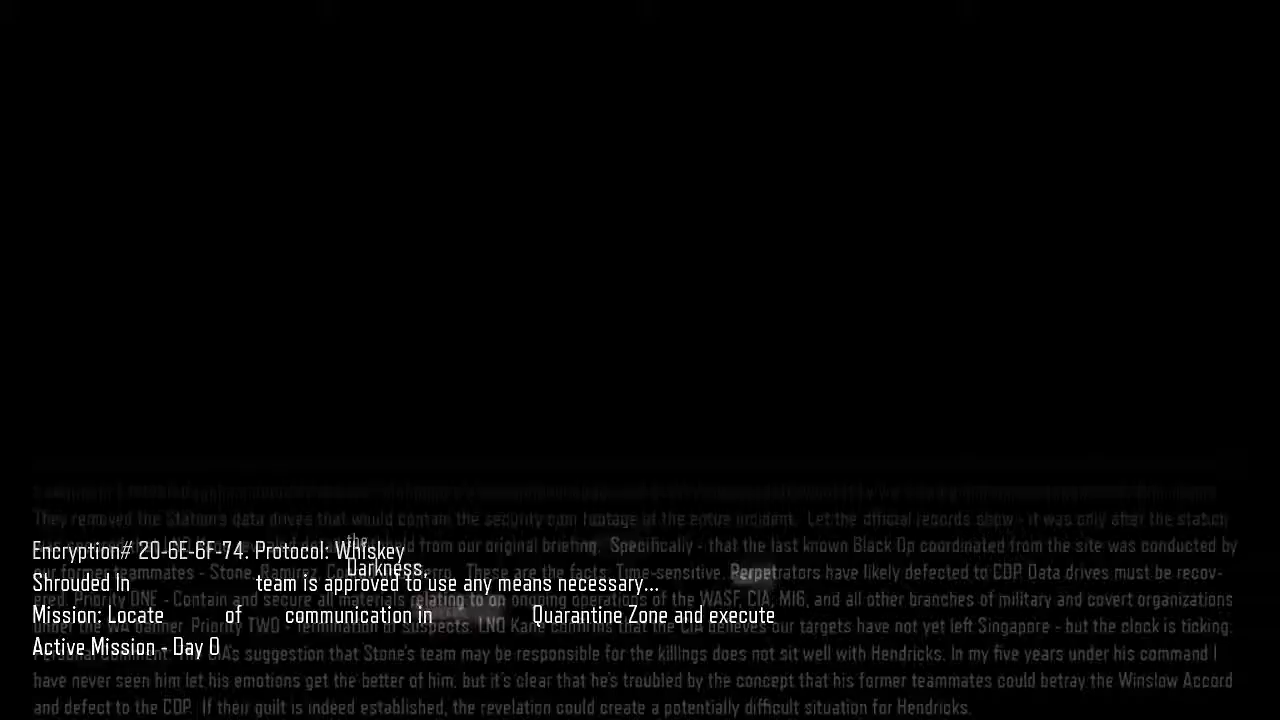 They removed the Station's data drives that would contain the security cam footage of the entire incident. Let the official records show - it was only after the station
from our original briefing. Specifically - that the last known Black Op coordinated from the site was conducted by
the
Encryption# 20-6E-6F-74. Protocol: Whiskey
Darkness,
our former teammates - Stone, Ramirez, These are the facts. Time-sensitive. Perpetrators have likely defected to CDP. Data drives must be recov-
Shrouded In team is approved to use any means necessary...
ered. Priority ONE - Contain and secure all materials relating to on ongoing operations of the WASF, CIA, MI6, and all other branches of military and covert organizations
Mission: Locate of communication in Quarantine Zone and execute
under the WA banner. Priority TWO - Termination of suspects. LNO Kane confirms that the CIA believes our targets have not yet left Singapore - but the clock is ticking.
Active Mission - Day 0
Personal Comment: suggestion that Stone's team may be responsible for the killings does not sit well with Hendricks. In my five years under his command I
have never seen him let his emotions get the better of him, but it's clear that he's troubled by the concept that his former teammates could betray the Winslow Accord
and defect to the CDP. If their guilt is indeed established, the revelation could create a potentially difficult situation for Hendricks.